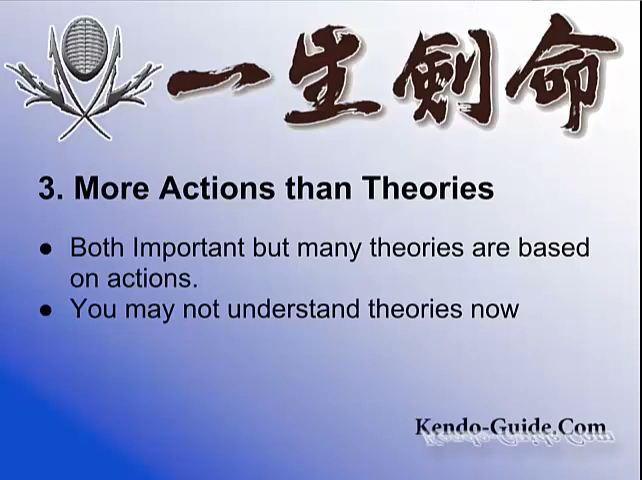 一生剣命
3. More Actions than Theories
● Both Important but many theories are based
on actions.
● You may not understand theories now
Kendo-Guide.Com